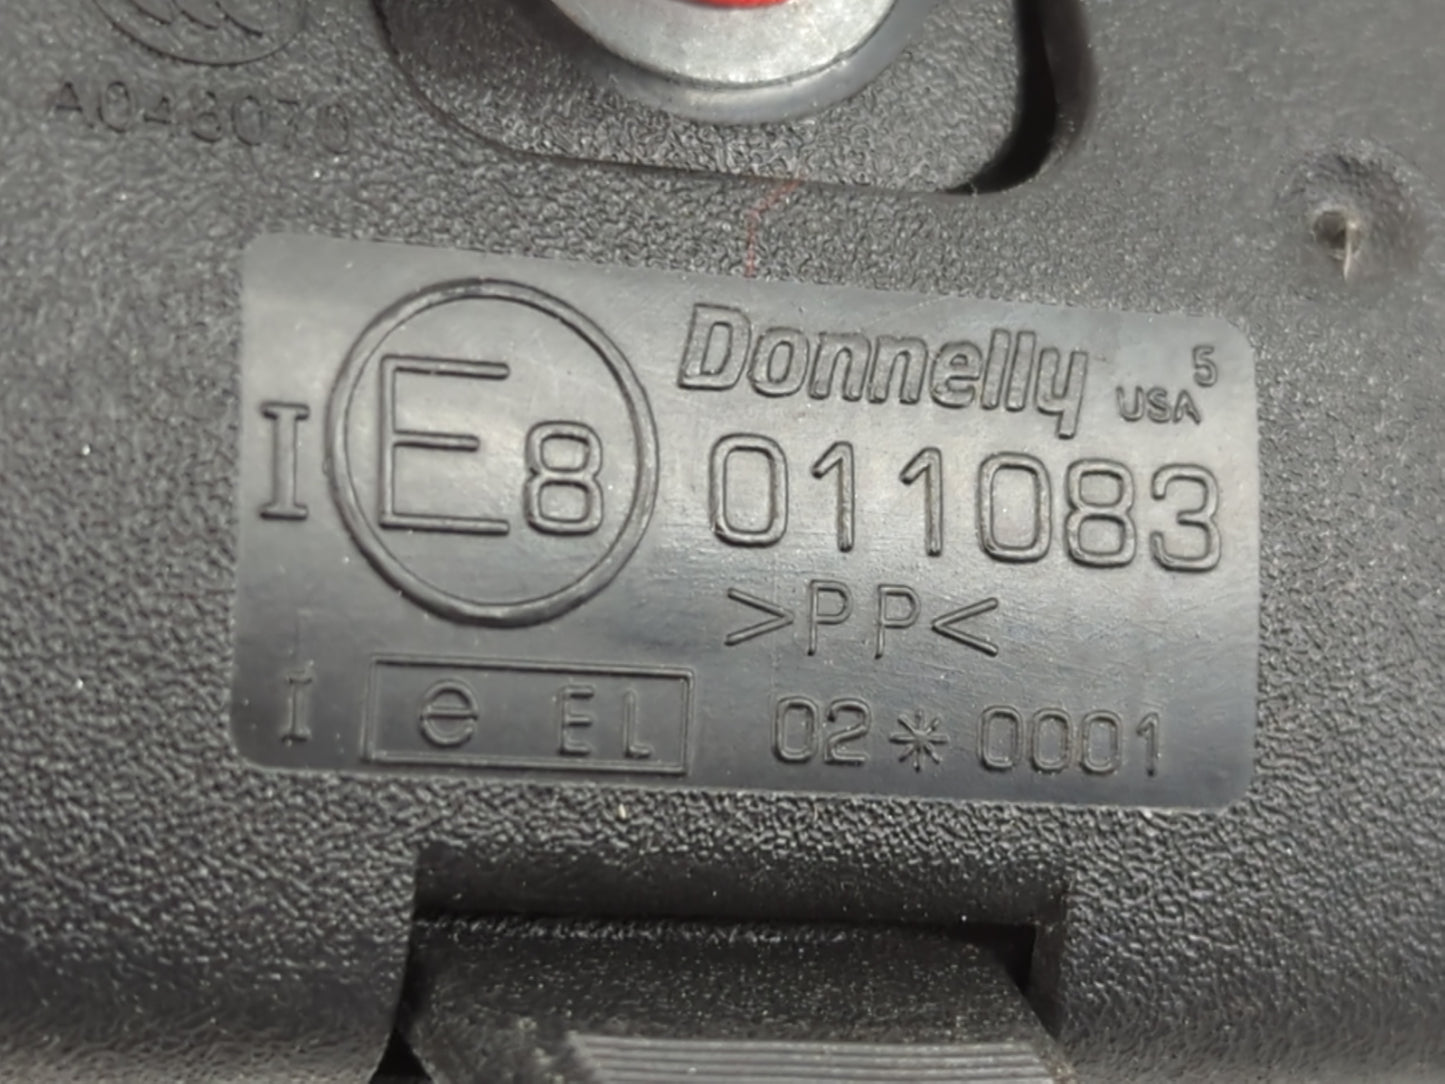 A048070
Donnelly USA 5
I E8 011083
>PP<
I e EL 02*0001